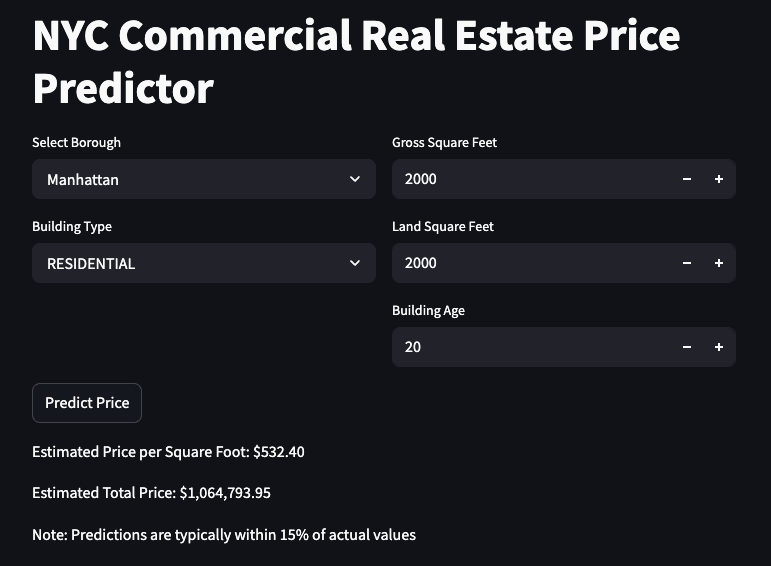 NYC Commercial Real Estate Price
Predictor
Select Borough
Manhattan
Gross Square Feet
2000
Building Type
RESIDENTIAL
Land Square Feet
2000
Building Age
20
Predict Price
Estimated Price per Square Foot: $532.40
Estimated Total Price: $1,064,793.95
Note: Predictions are typically within 15% of actual values